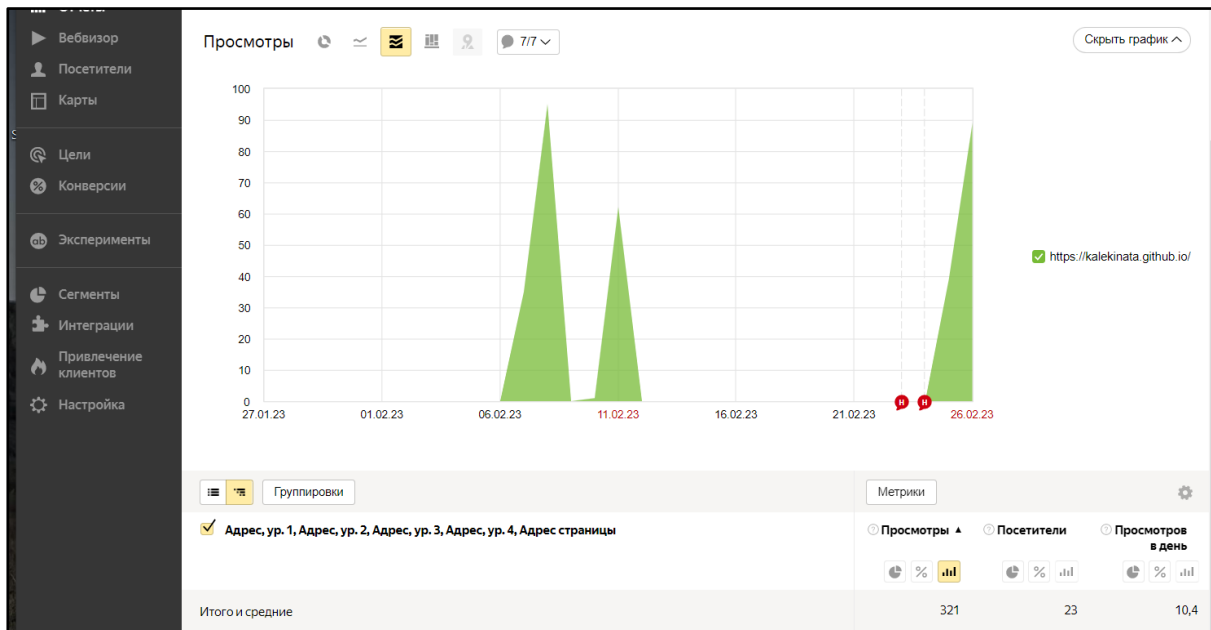 Отчёты
Вебвизор
Посетители
Карты
Цели
Конверсии
Эксперименты
Сегменты
Интеграции
Привлечение
клиентов
Настройка
Просмотры
7/7
Скрыть график
100
90
80
70
60
50
40
30
20
10
0
27.01.23 01.02.23 06.02.23 11.02.23 16.02.23 21.02.23 26.02.23
Н Н
https://kalekinata.github.io/
Группировки
Метрики
Адрес, ур. 1, Адрес, ур. 2, Адрес, ур. 3, Адрес, ур. 4, Адрес страницы
Просмотры Посетители Просмотров
в день
% % %
Итого и средние 321 23 10,4